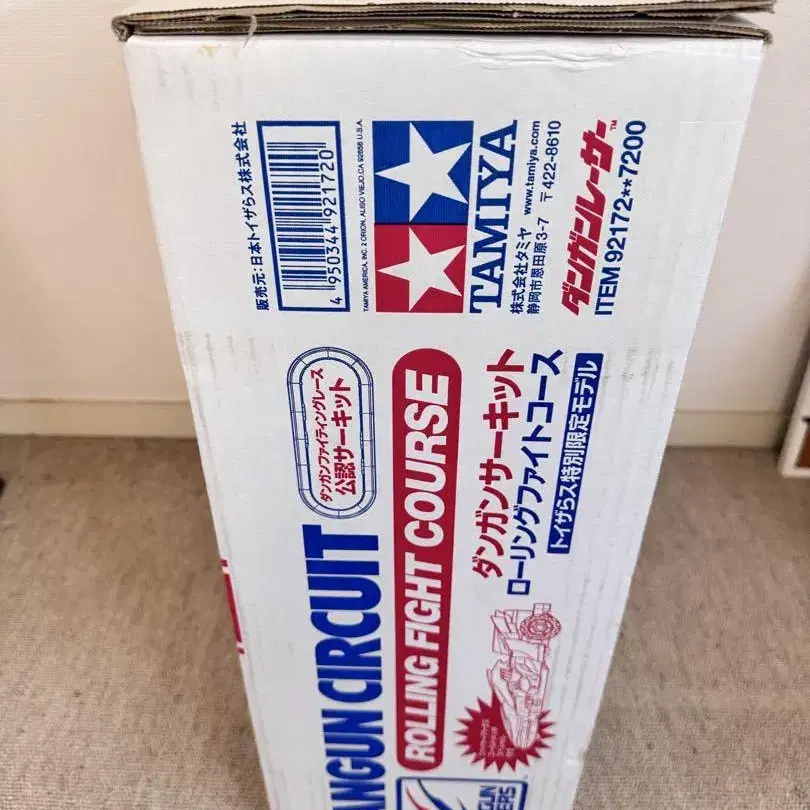 販売元：日本トイザらス株式会社
4 950344 921720
TAMIYA AMERICA, INC. 2 ORION, ALISO VIEJO, CA 92656 U.S.A.
TAMIYA
株式会社タミヤ www.tamiya.com
静岡市恩田原3-7 〒422-8610
ダンガンレーサー™
ITEM 92172**7200
ダンガンファイティングレース
公認サーキット
ANGUN CIRCUIT
ROLLING FIGHT COURSE
ダンガンサーキット
ローリングファイトコース
トイザらス特別限定モデル
GUN
ERS